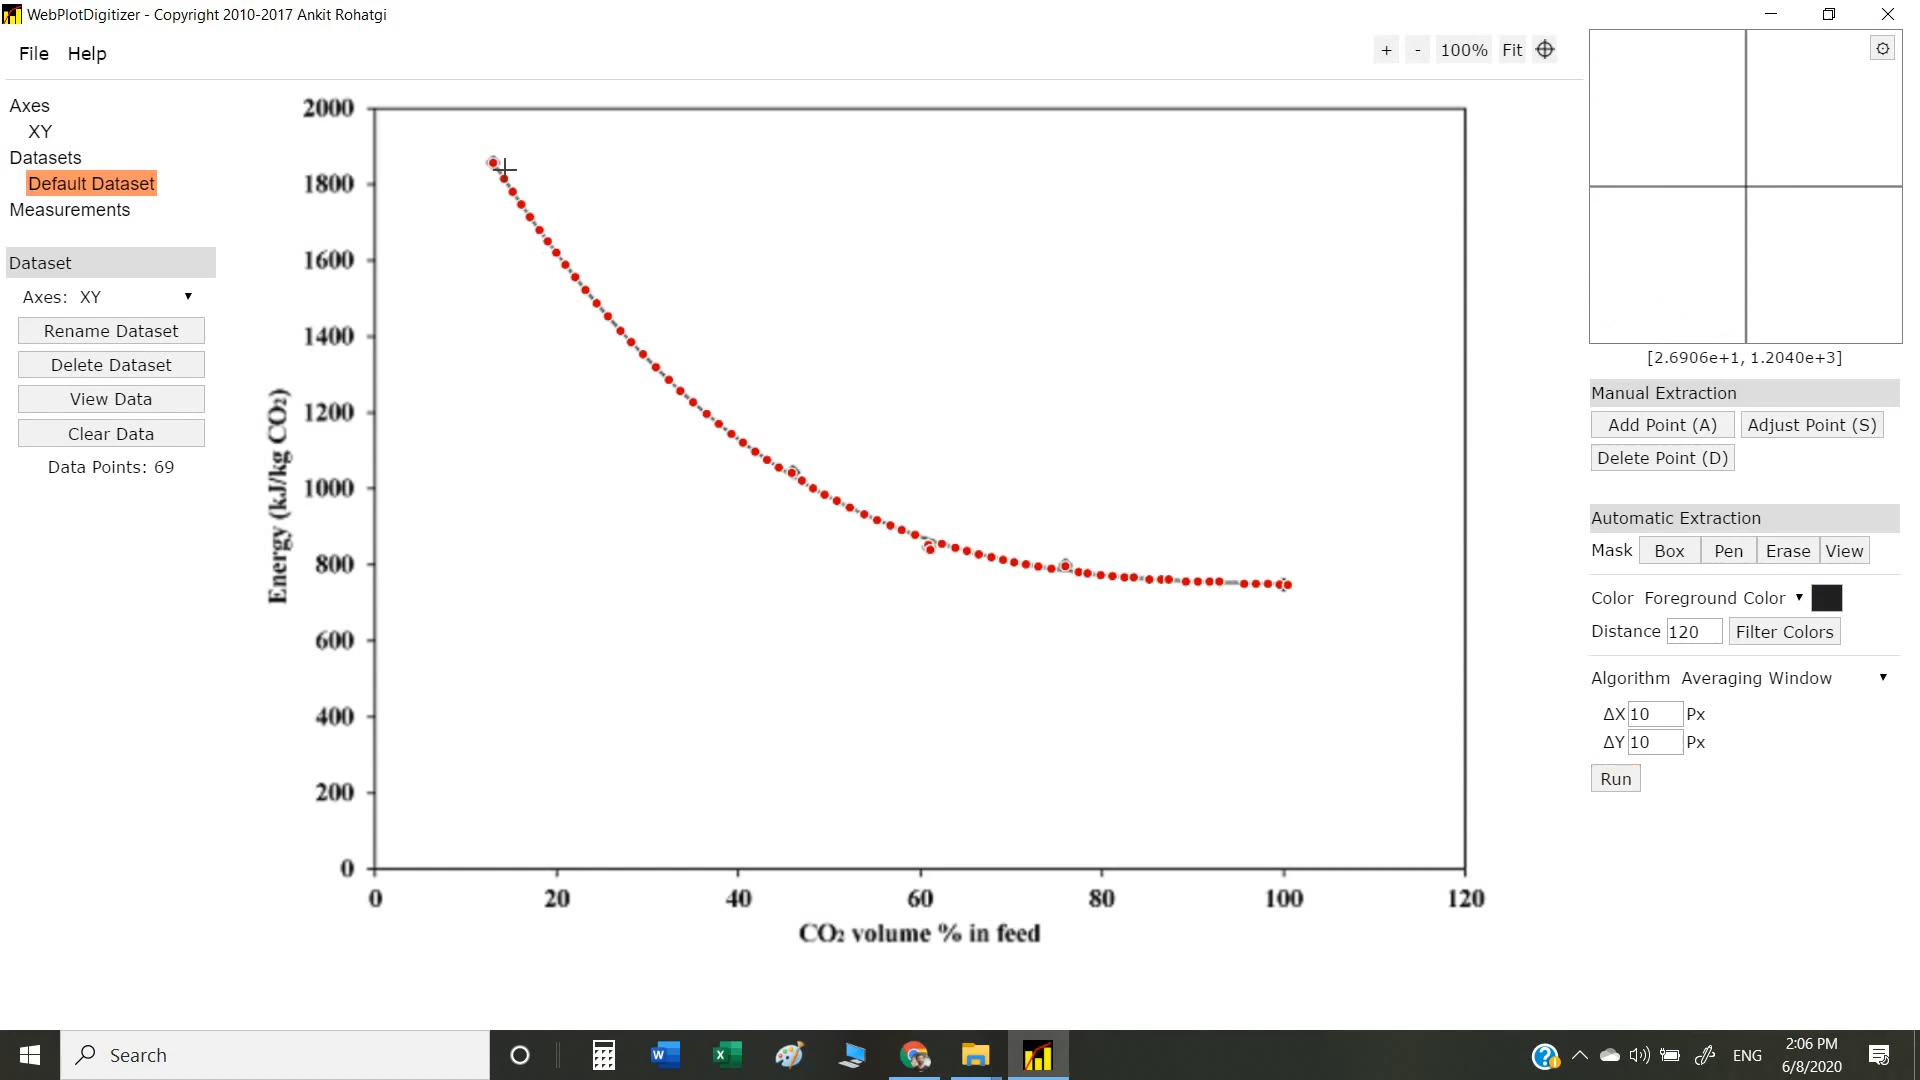 WebPlotDigitizer - Copyright 2010-2017 Ankit Rohatgi
File Help
+ - 100% Fit
Axes
XY
Datasets
Default Dataset
Measurements
Dataset
Axes: XY
Rename Dataset
Delete Dataset
View Data
Clear Data
Data Points: 69
2000
1800
1600
1400
1200
1000
800
600
400
200
0
Energy (kJ/kg CO₂)
0 20 40 60 80 100 120
CO₂ volume % in feed
[2.6906e+1, 1.2040e+3]
Manual Extraction
Add Point (A) Adjust Point (S)
Delete Point (D)
Automatic Extraction
Mask Box Pen Erase View
Color Foreground Color
Distance 120 Filter Colors
Algorithm Averaging Window
ΔX 10 Px
ΔY 10 Px
Run
Search
ENG
2:06 PM
6/8/2020